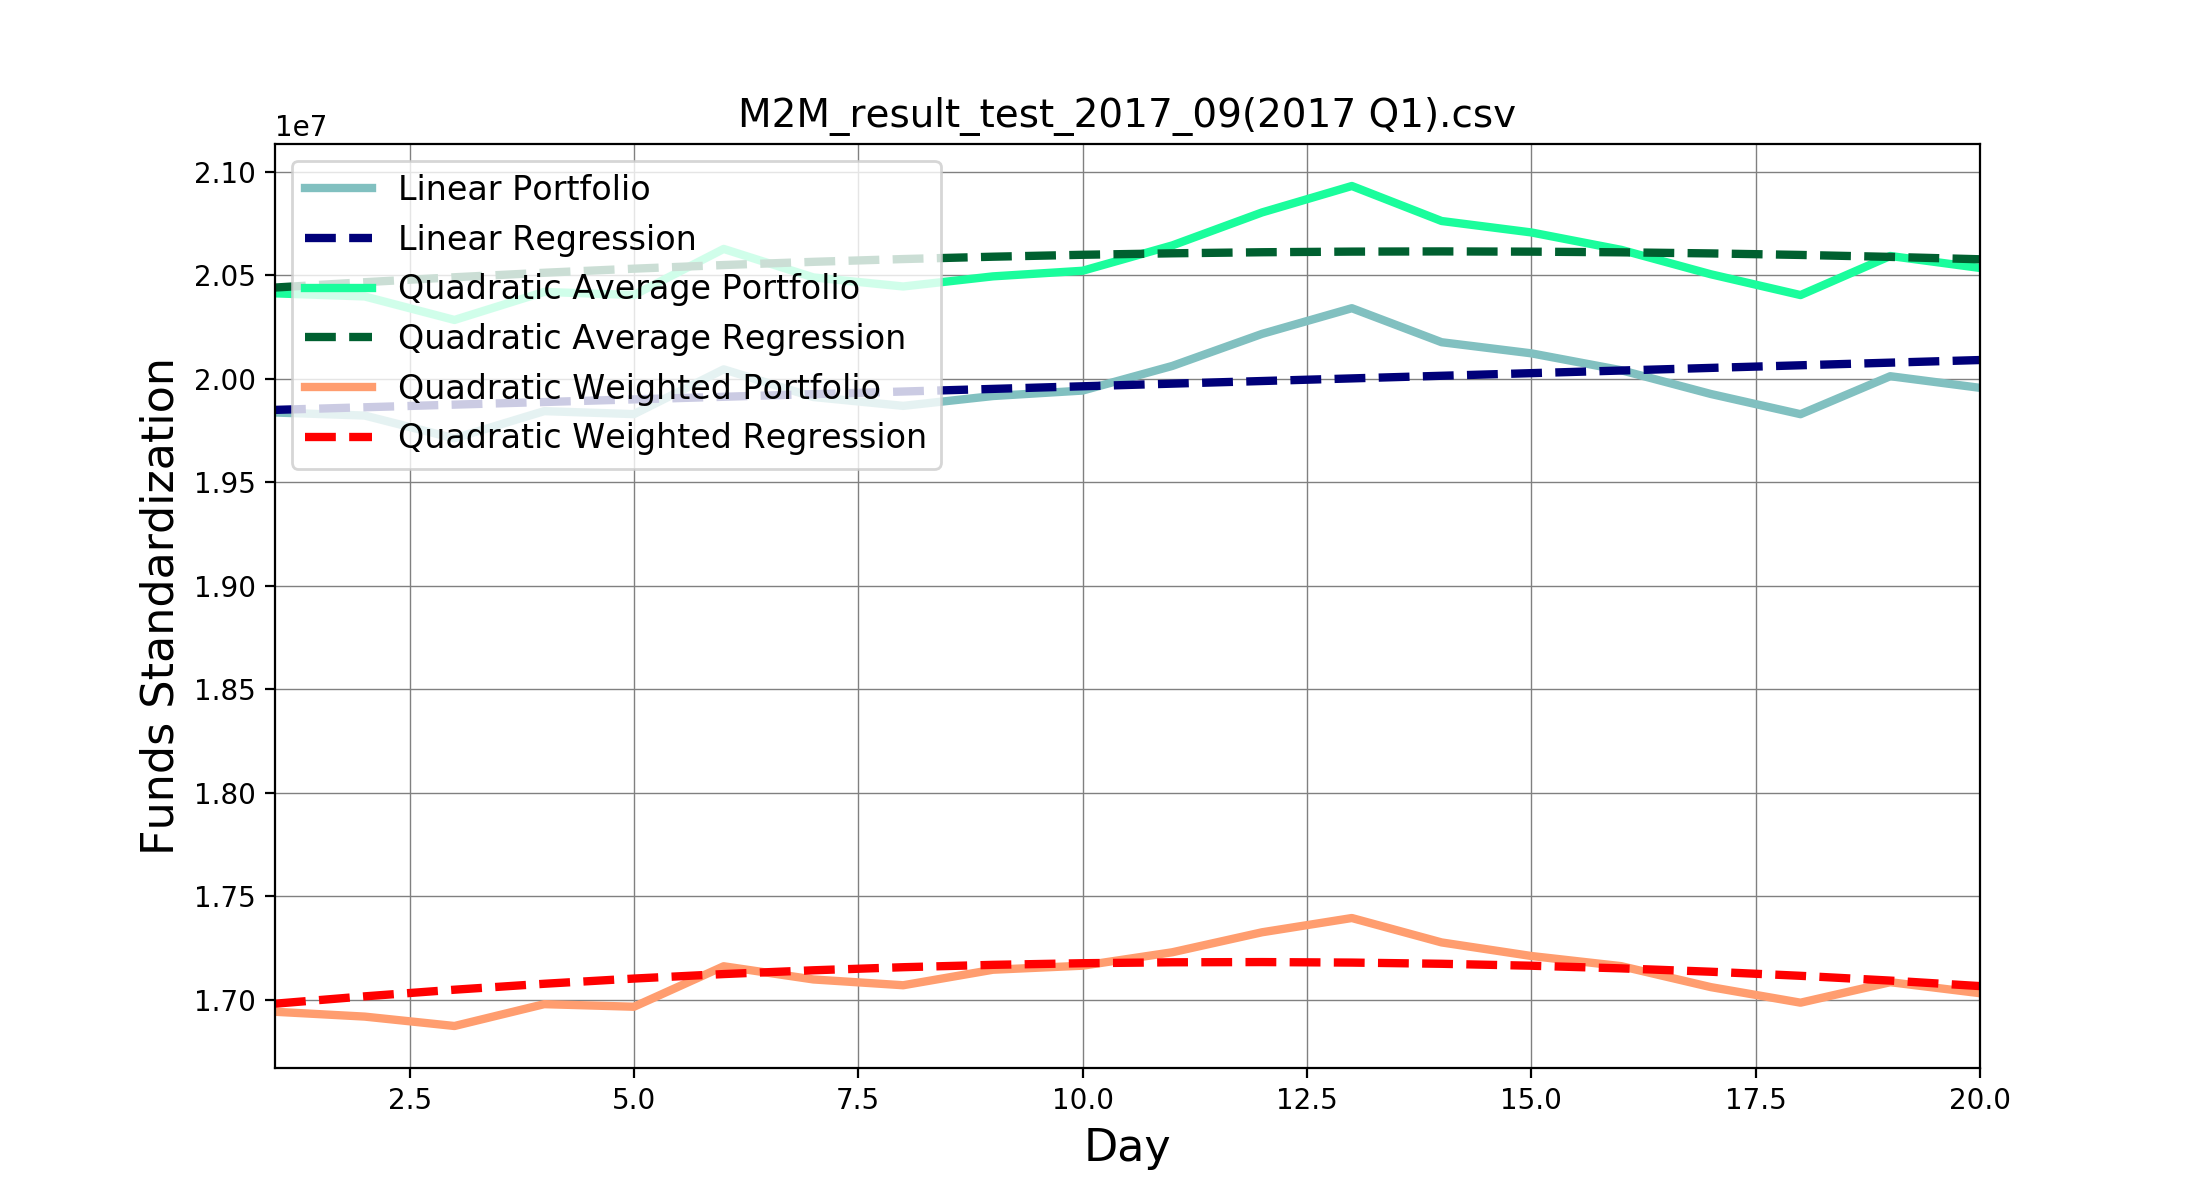 M2M_result_test_2017_09(2017 Q1).csv
1e7
2.10
2.05
2.00
1.95
1.90
1.85
1.80
1.75
1.70
Funds Standardization
Linear Portfolio
Linear Regression
Quadratic Average Portfolio
Quadratic Average Regression
Quadratic Weighted Portfolio
Quadratic Weighted Regression
2.5 5.0 7.5 10.0 12.5 15.0 17.5 20.0
Day